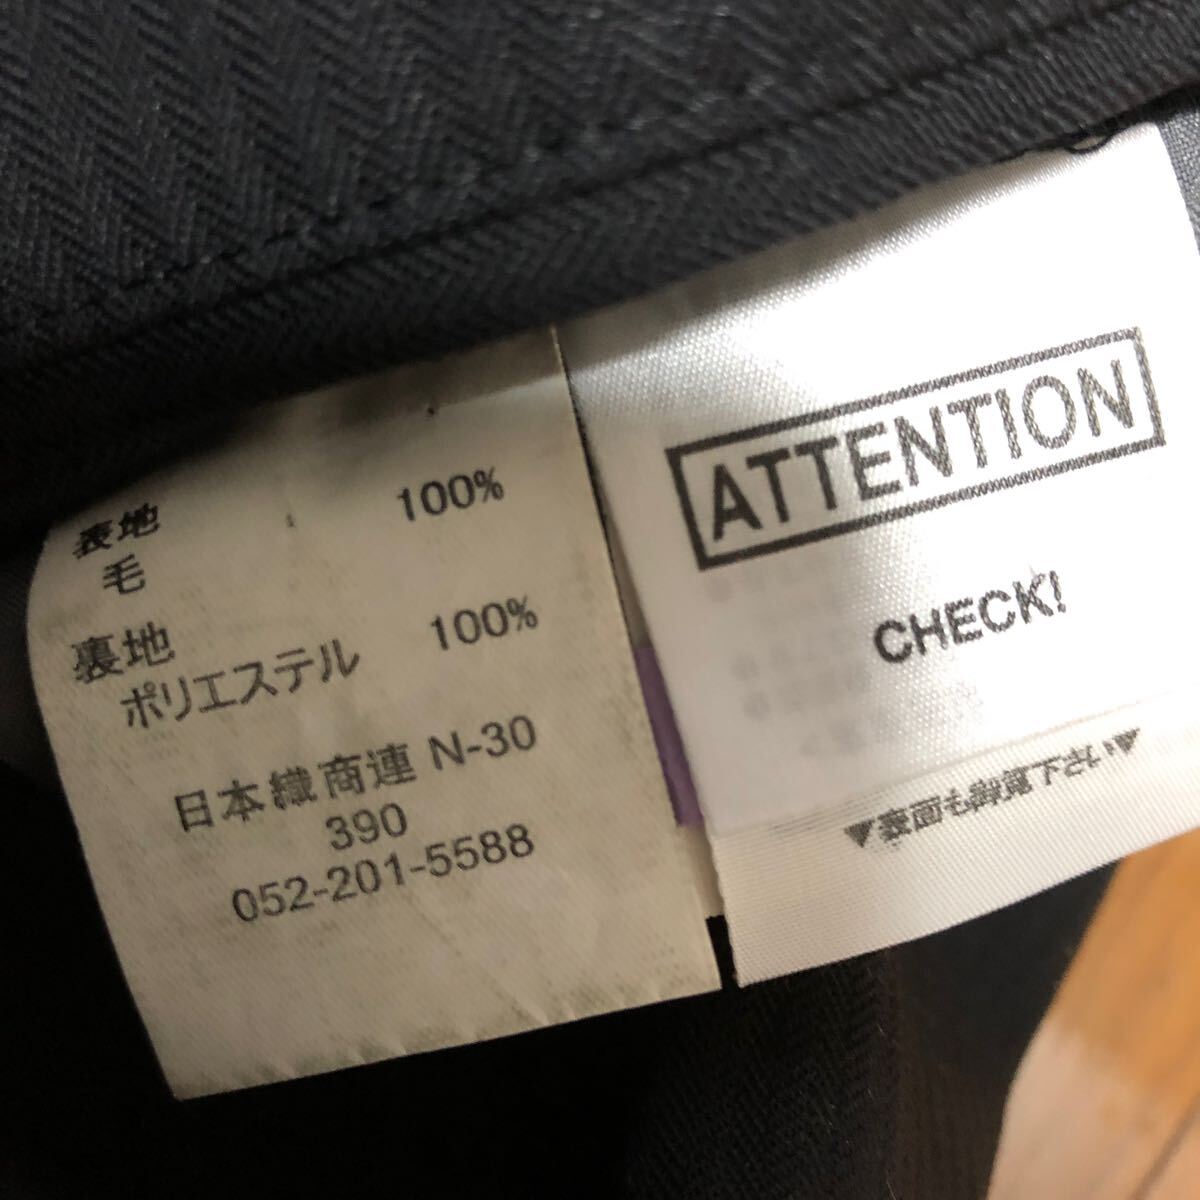 表地
毛 100%
裏地
ポリエステル 100%
日本織商連 N-30
390
052-201-5588
ATTENTION
CHECK!
▼表面も御覧下さい▼